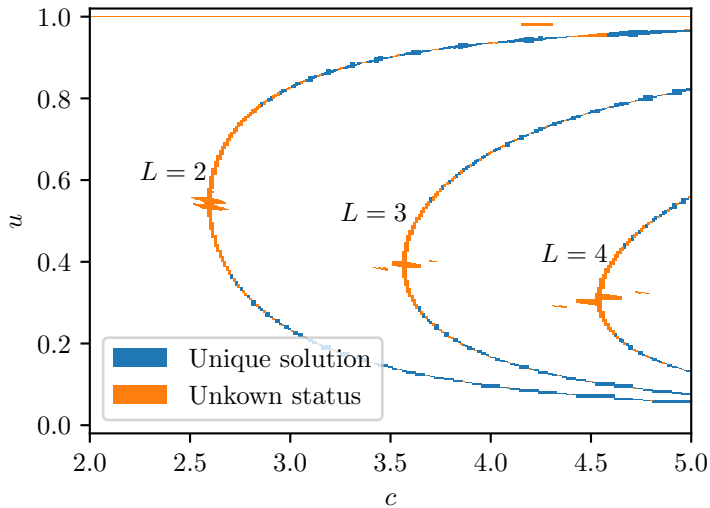 1.0
0.8
0.6
0.4
0.2
0.0
u
L = 2
L = 3
L = 4
Unique solution
Unkown status
2.0 2.5 3.0 3.5 4.0 4.5 5.0
c